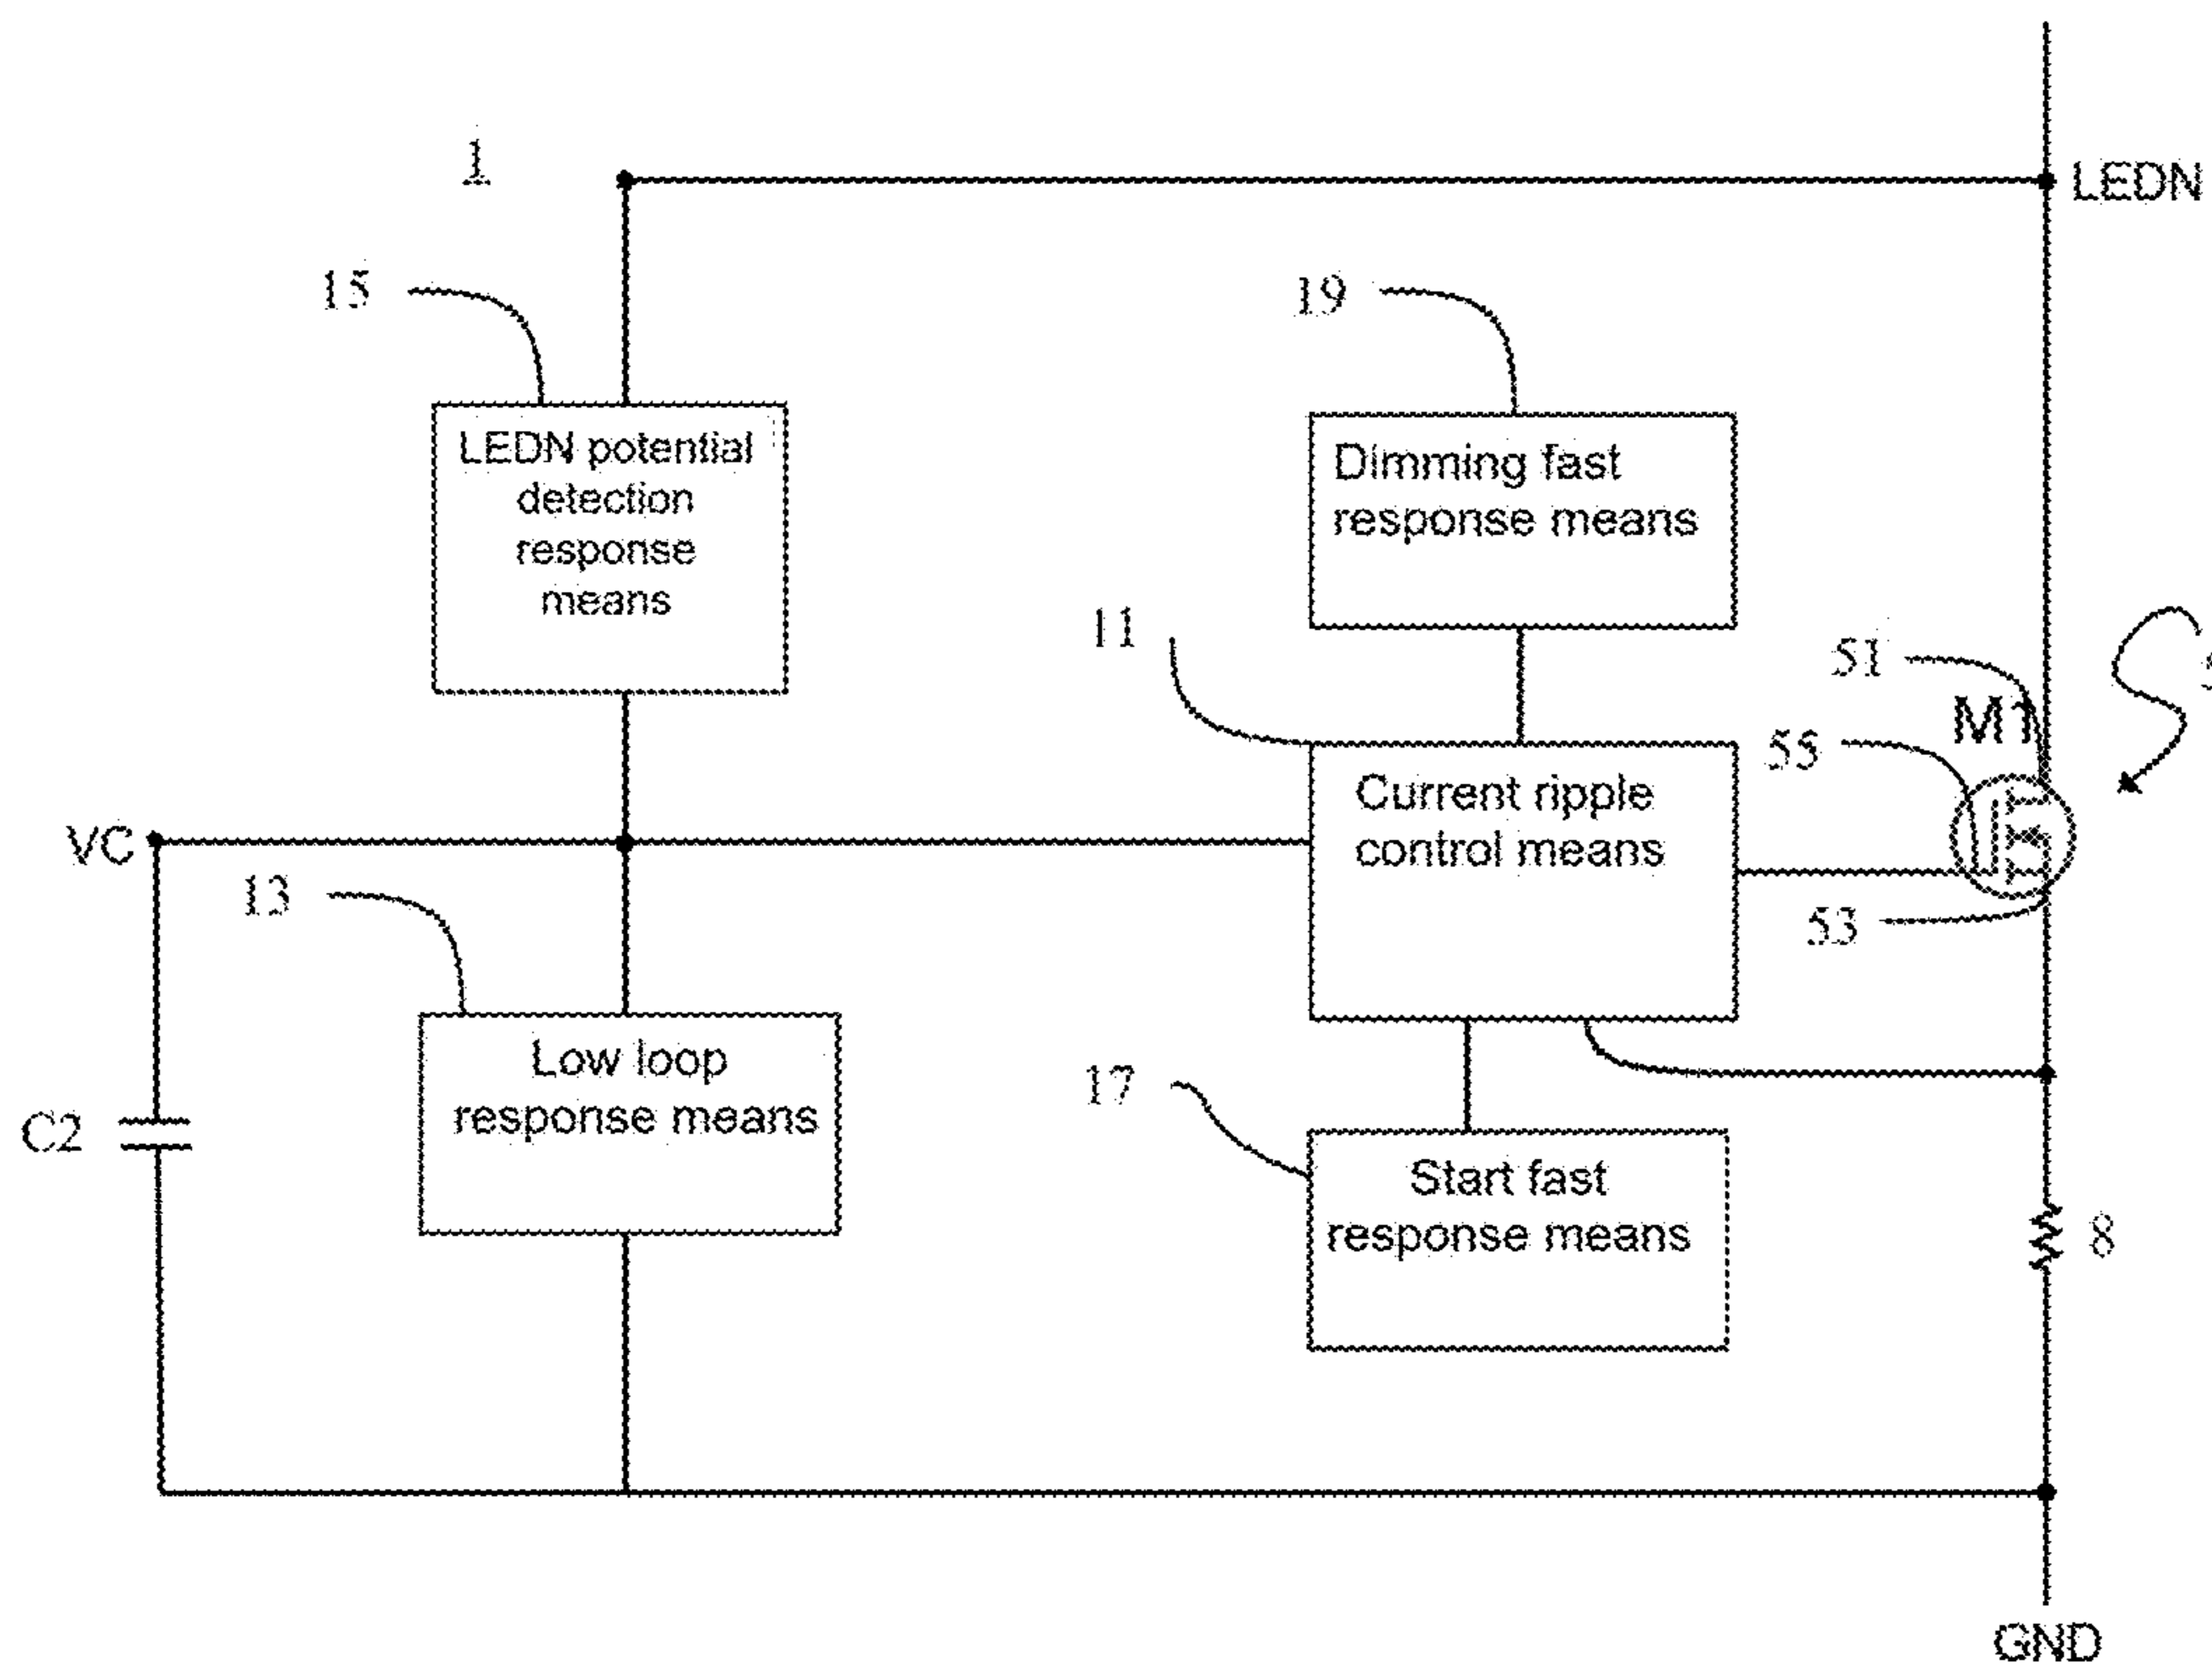 1
LEDN
15
19
LEDN potential
detection
response
means
Dimming fast
response means
11
51
M1
55
Current ripple
control means
VC
13
53
Low loop
response means
17
C2
Start fast
response means
8
GND